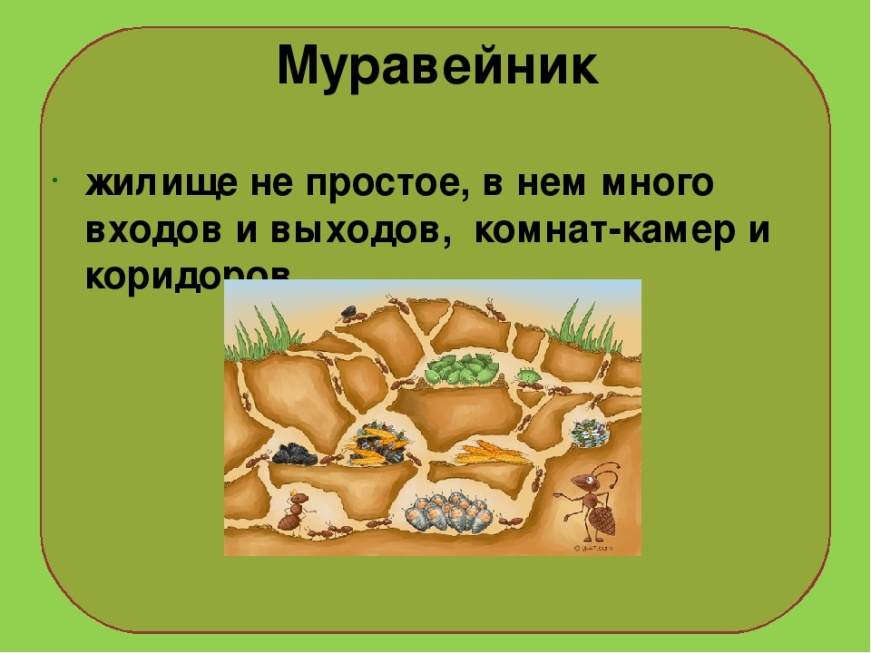 Муравейник
жилище не простое, в нем много
входов и выходов, комнат-камер и
коридоров